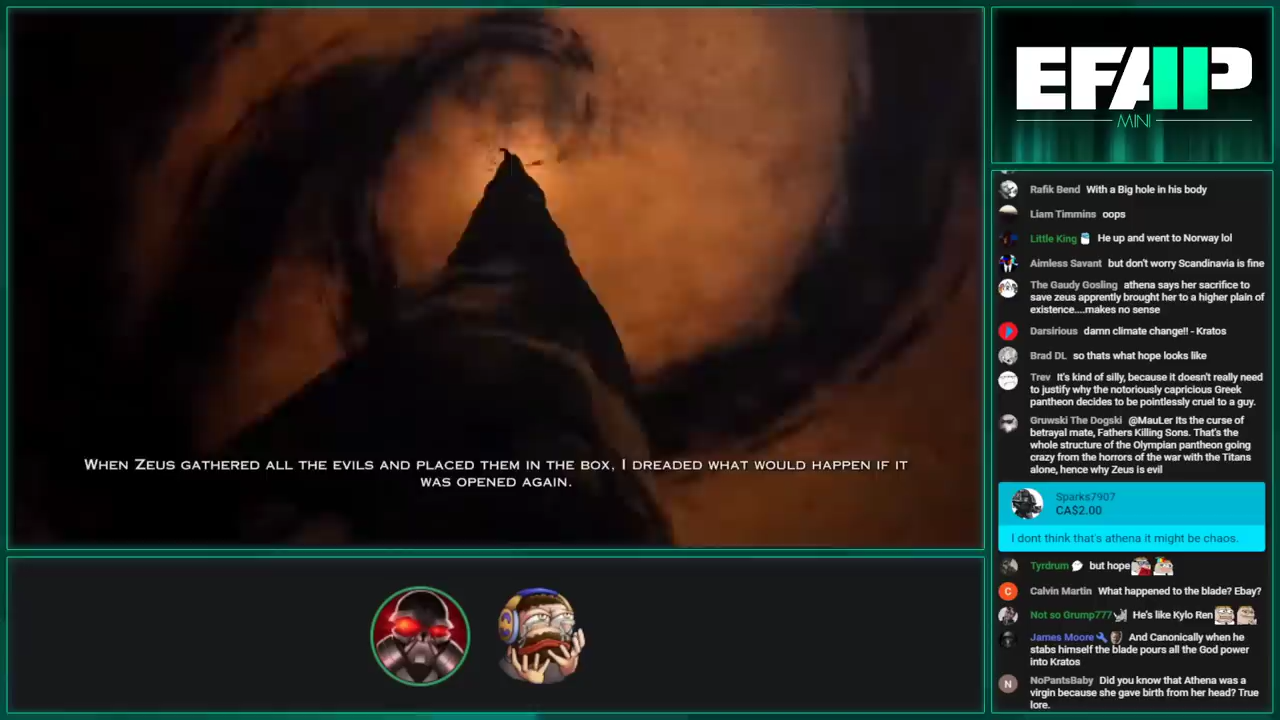 WHEN ZEUS GATHERED ALL THE EVILS AND PLACED THEM IN THE BOX, I DREADED WHAT WOULD HAPPEN IF IT
WAS OPENED AGAIN.
EFAP
MINI
Rafik Bend With a Big hole in his body
Liam Timmins oops
Little King He up and went to Norway lol
Aimless Savant but don't worry Scandinavia is fine
The Gaudy Gosling athena says her sacrifice to
save zeus apprently brought her to a higher plain of
existence....makes no sense
Darsirious damn climate change!! - Kratos
Brad DL so thats what hope looks like
Trev It's kind of silly, because it doesn't really need
to justify why the notoriously capricious Greek
pantheon decides to be pointlessly cruel to a guy.
Gruwski The Dogski @MauLer Its the curse of
betrayal mate, Fathers Killing Sons. That's the
whole structure of the Olympian pantheon going
crazy from the horrors of the war with the Titans
alone, hence why Zeus is evil
Sparks7907
CA$2.00
I dont think that's athena it might be chaos.
Tyrdrum but hope
C
Calvin Martin What happened to the blade? Ebay?
Not so Grump777 He's like Kylo Ren
James Moore And Canonically when he
stabs himself the blade pours all the God power
into Kratos
N
NoPantsBaby Did you know that Athena was a
virgin because she gave birth from her head? True
lore.